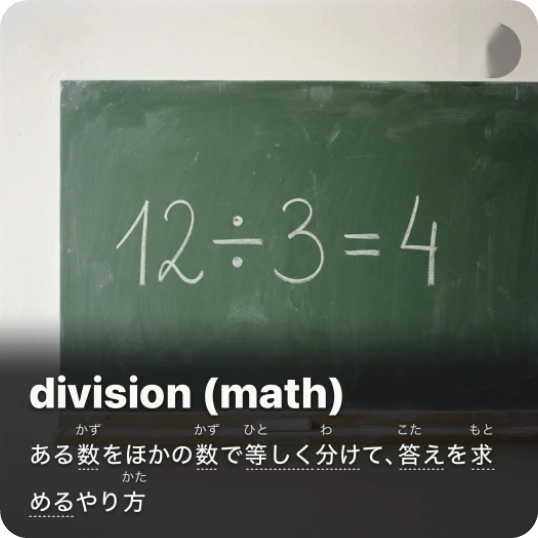 12÷3=4
division (math)
かず かず ひと わ こた もと
ある数をほかの数で等しく分けて、答えを求
かた
めるやり方